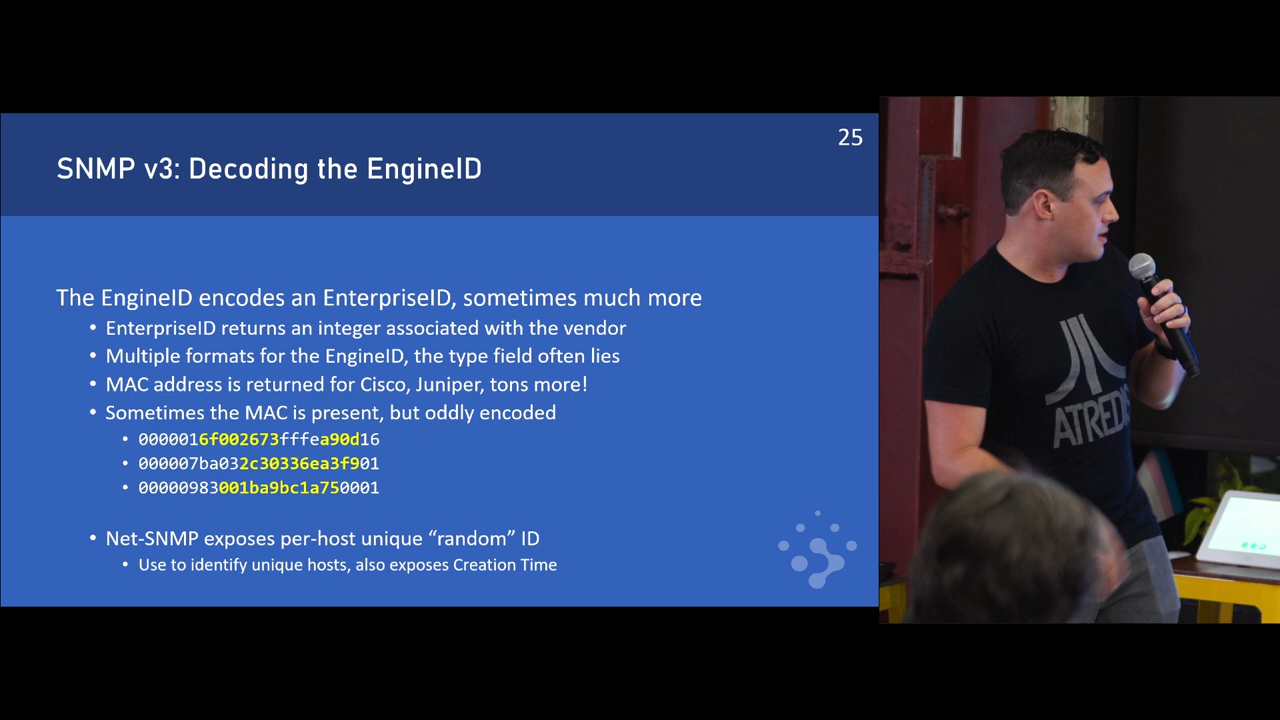 25
SNMP v3: Decoding the EngineID
The EngineID encodes an EnterpriseID, sometimes much more
• EnterpriseID returns an integer associated with the vendor
• Multiple formats for the EngineID, the type field often lies
• MAC address is returned for Cisco, Juniper, tons more!
• Sometimes the MAC is present, but oddly encoded
• 0000016f002673fffea90d16
• 000007ba032c30336ea3f901
• 00000983001ba9bc1a750001
• Net-SNMP exposes per-host unique “random” ID
• Use to identify unique hosts, also exposes Creation Time
ATREDIS